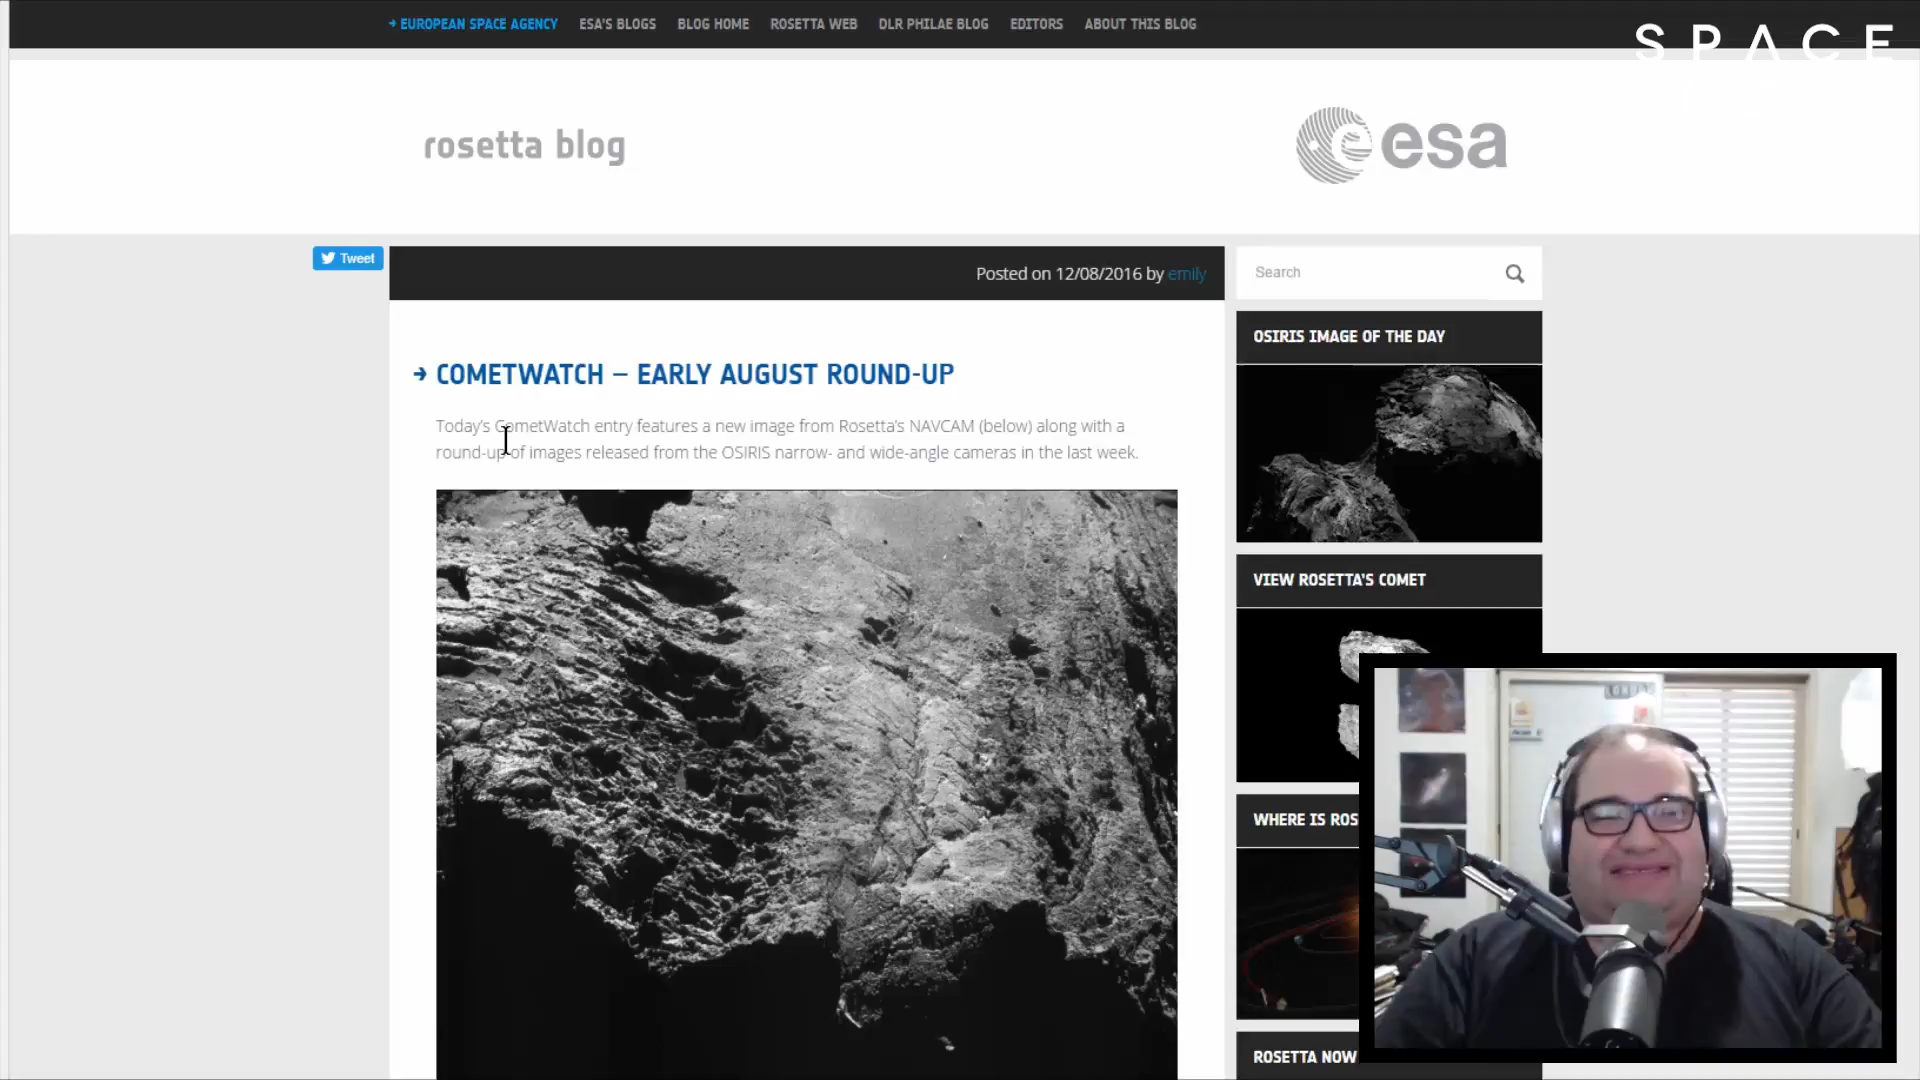 → EUROPEAN SPACE AGENCY ESA'S BLOGS BLOG HOME ROSETTA WEB DLR PHILAE BLOG EDITORS ABOUT THIS BLOG
SPACE
rosetta blog
esa
Tweet
Posted on 12/08/2016 by emily
Search
OSIRIS IMAGE OF THE DAY
→ COMETWATCH – EARLY AUGUST ROUND-UP
Today's CometWatch entry features a new image from Rosetta's NAVCAM (below) along with a
round-up of images released from the OSIRIS narrow- and wide-angle cameras in the last week.
VIEW ROSETTA'S COMET
WHERE IS ROS
ROSETTA NOW